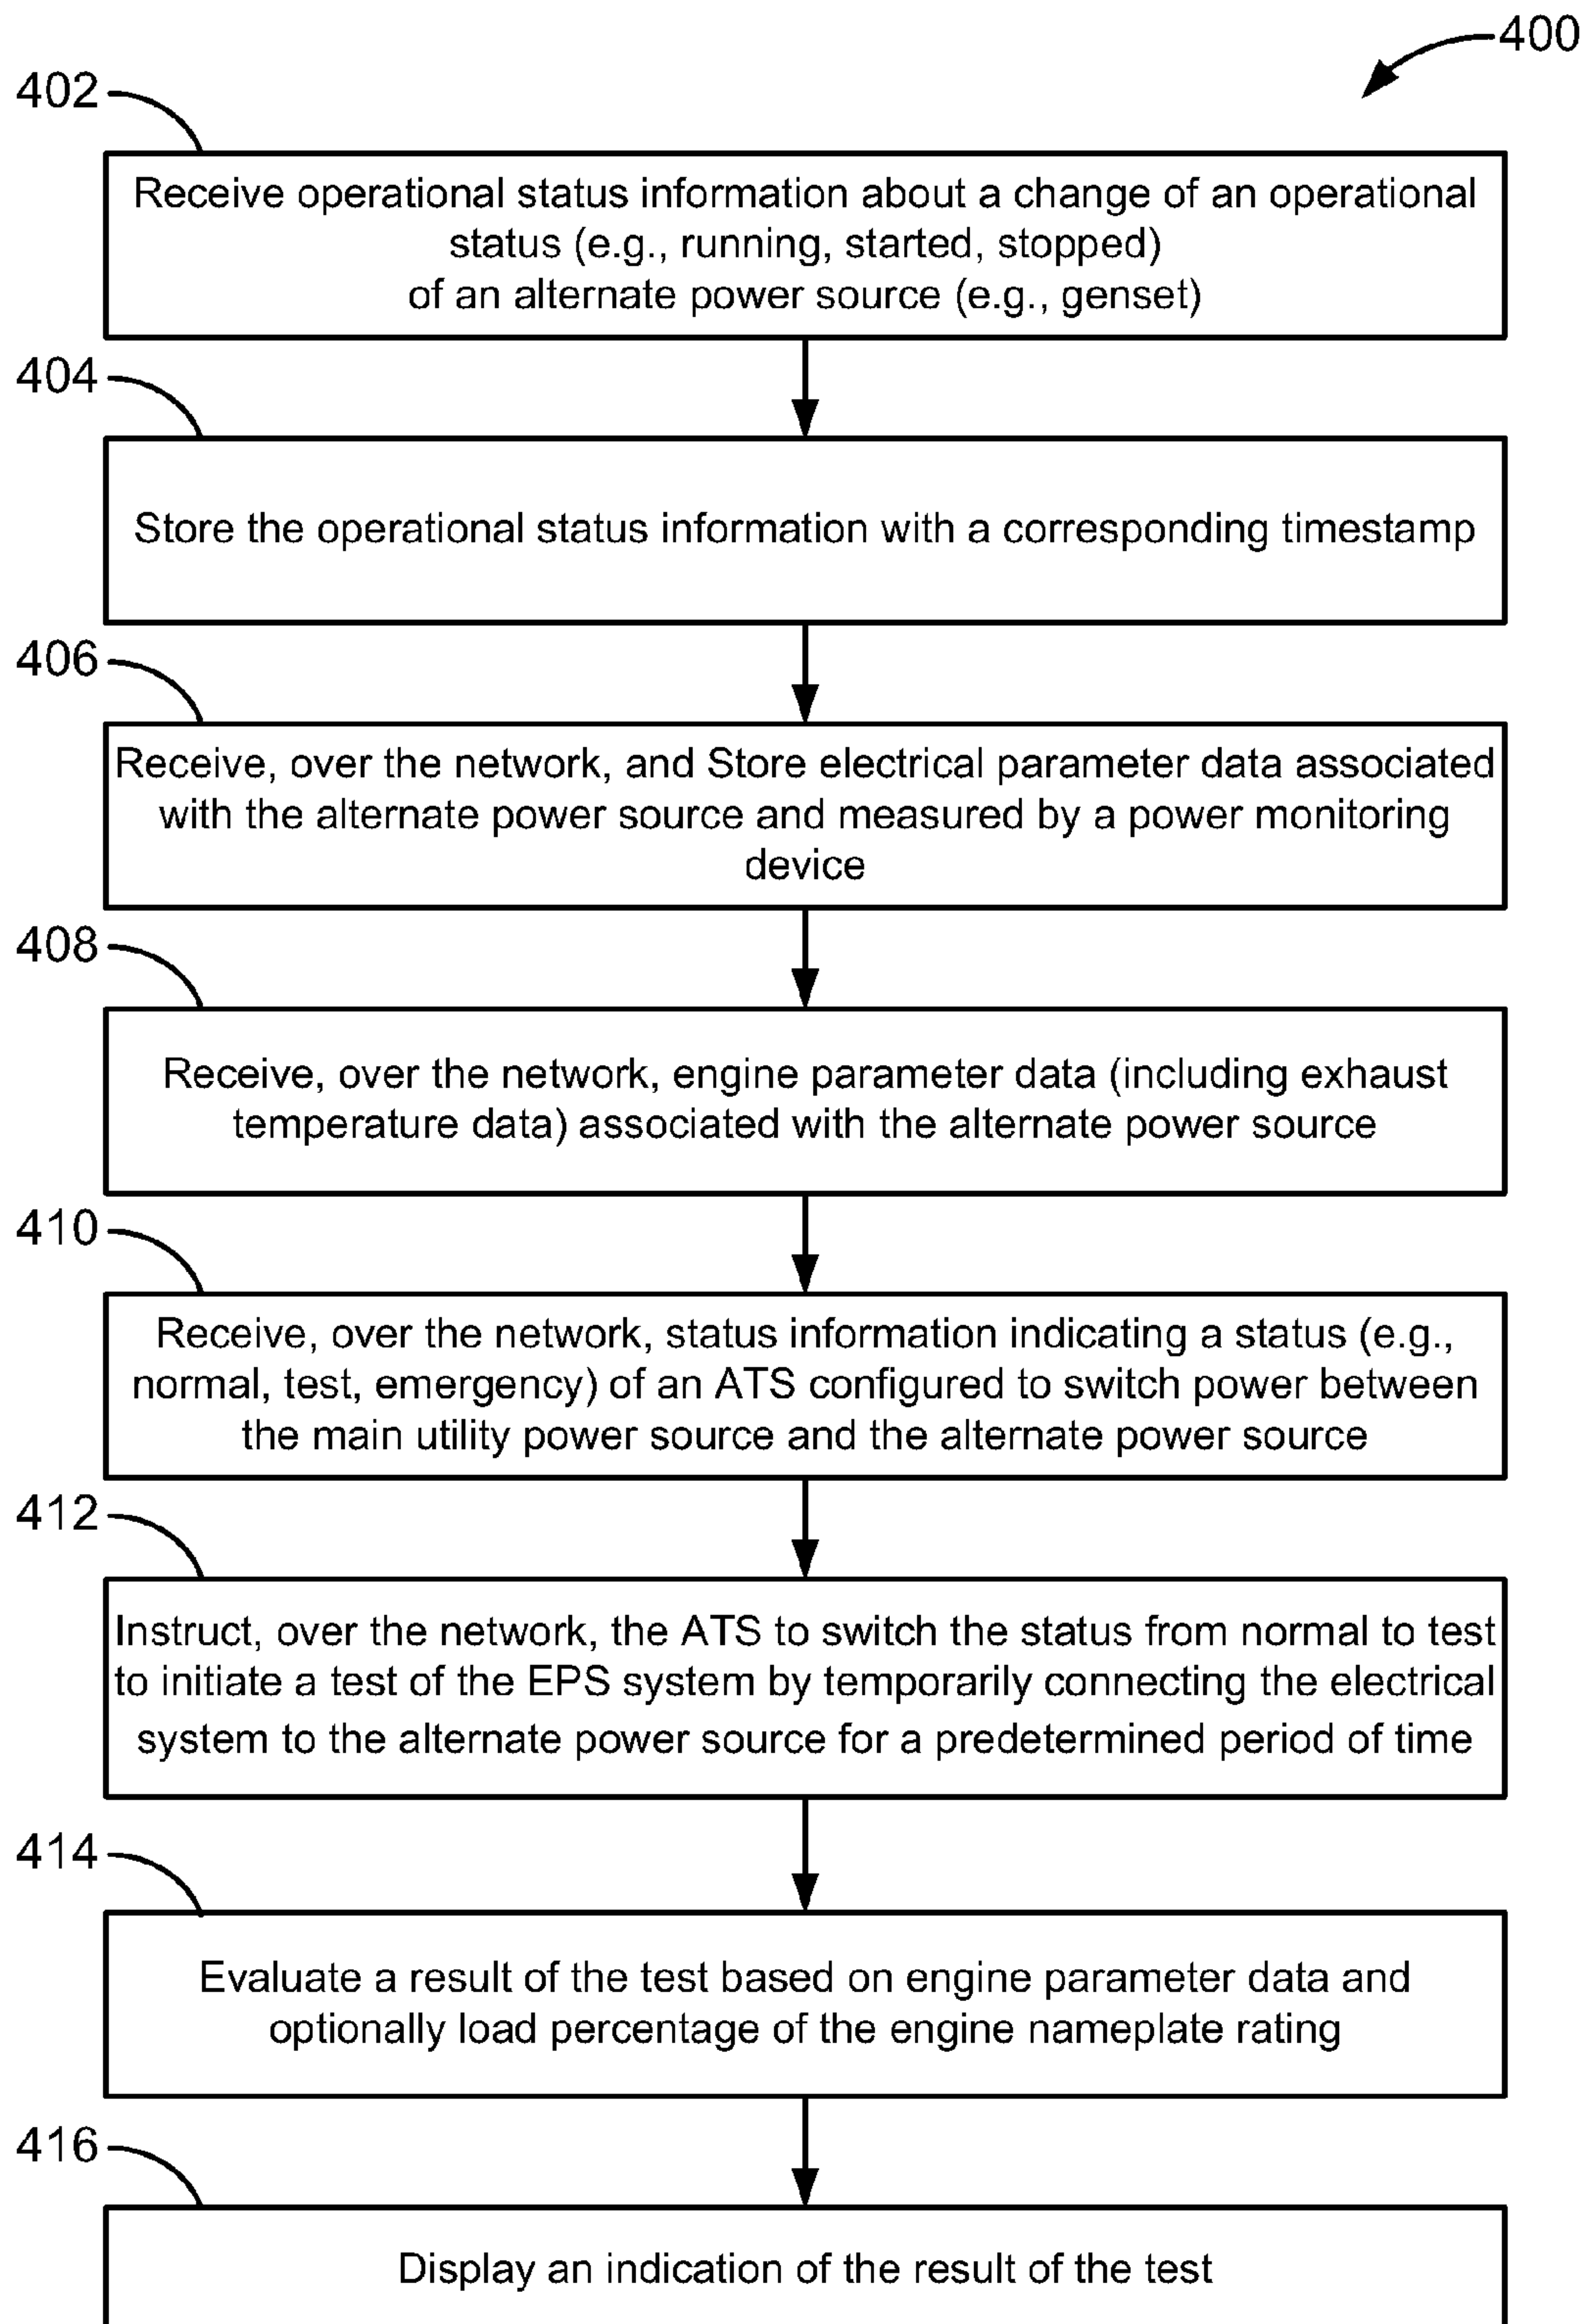 400
402
Receive operational status information about a change of an operational
status (e.g., running, started, stopped)
of an alternate power source (e.g., genset)
404
Store the operational status information with a corresponding timestamp
406
Receive, over the network, and Store electrical parameter data associated
with the alternate power source and measured by a power monitoring
device
408
Receive, over the network, engine parameter data (including exhaust
temperature data) associated with the alternate power source
410
Receive, over the network, status information indicating a status (e.g.,
normal, test, emergency) of an ATS configured to switch power between
the main utility power source and the alternate power source
412
Instruct, over the network, the ATS to switch the status from normal to test
to initiate a test of the EPS system by temporarily connecting the electrical
system to the alternate power source for a predetermined period of time
414
Evaluate a result of the test based on engine parameter data and
optionally load percentage of the engine nameplate rating
416
Display an indication of the result of the test